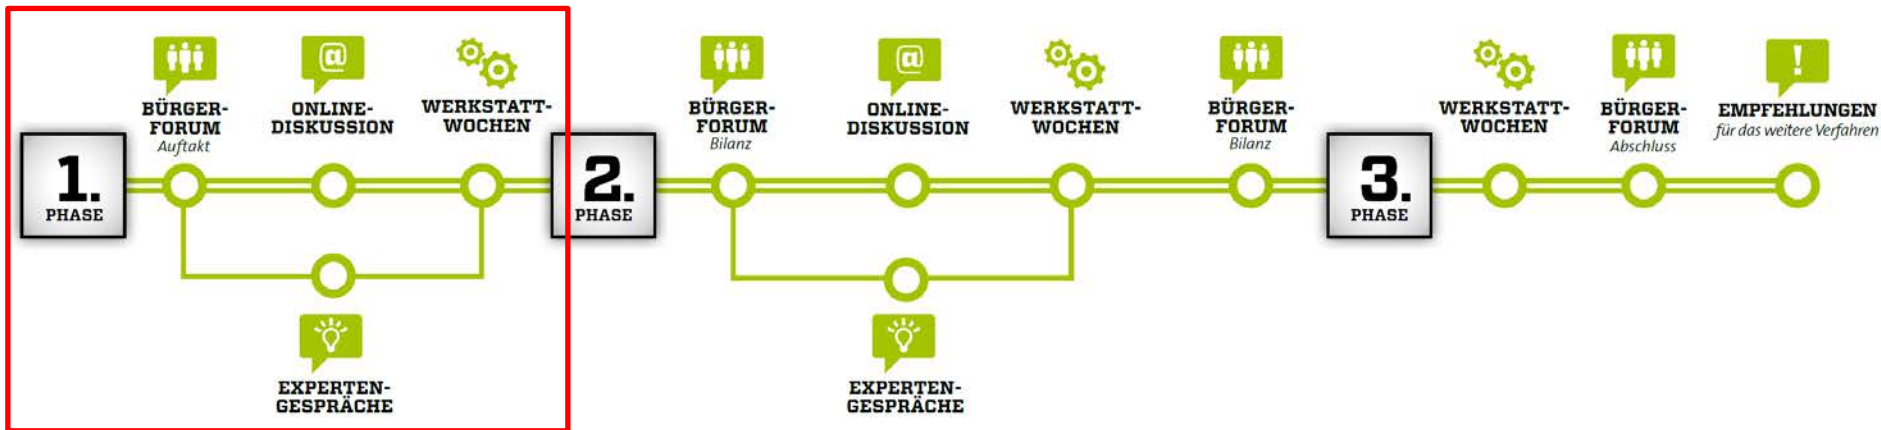 1.
PHASE
BÜRGER-
FORUM
Auftakt
@
ONLINE-
DISKUSSION
WERKSTATT-
WOCHEN
EXPERTEN-
GESPRÄCHE
2.
PHASE
BÜRGER-
FORUM
Bilanz
@
ONLINE-
DISKUSSION
WERKSTATT-
WOCHEN
BÜRGER-
FORUM
Bilanz
EXPERTEN-
GESPRÄCHE
3.
PHASE
WERKSTATT-
WOCHEN
BÜRGER-
FORUM
Abschluss
!
EMPFEHLUNGEN
für das weitere Verfahren